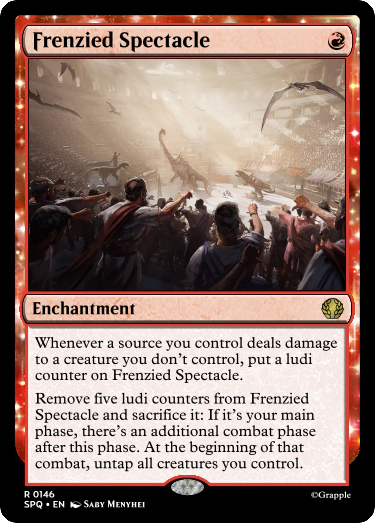 Frenzied Spectacle
Enchantment
Whenever a source you control deals damage
to a creature you don't control, put a ludi
counter on Frenzied Spectacle.
Remove five ludi counters from Frenzied
Spectacle and sacrifice it: If it's your main
phase, there's an additional combat phase
after this phase. At the beginning of that
combat, untap all creatures you control.
R 0146
SPQ • EN Saby Menyhei
©Grapple